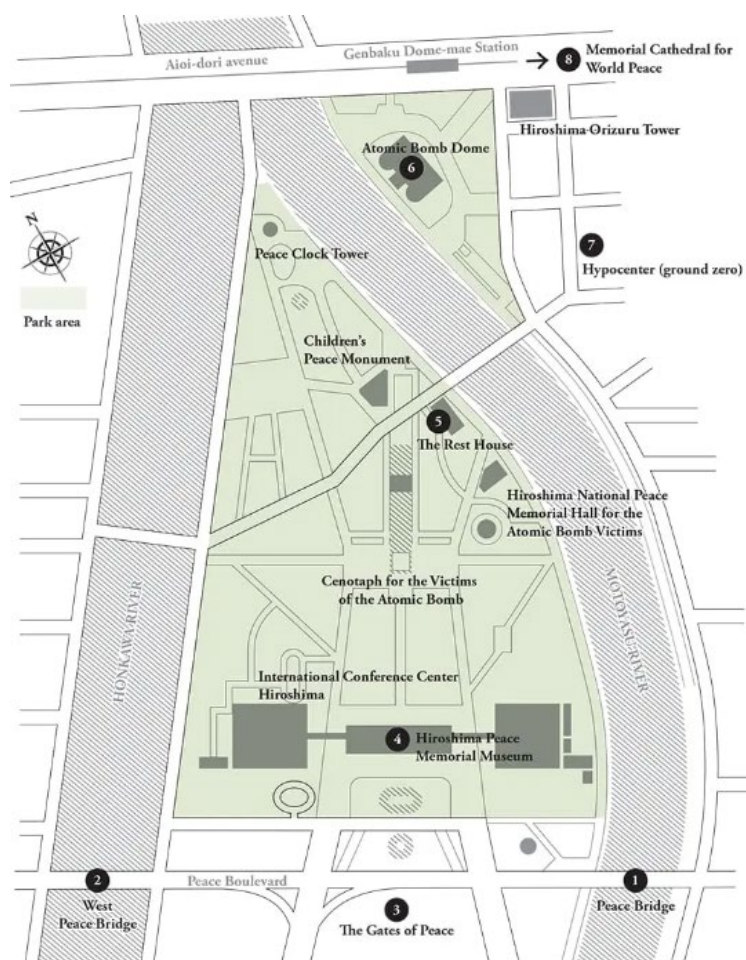 Genbaku Dome-mae Station
Aioi-dori avenue
8
Memorial Cathedral for
World Peace
Hiroshima Orizuru Tower
Atomic Bomb Dome
6
N
7
Hypocenter (ground zero)
Peace Clock Tower
Park area
Children's
Peace Monument
5
The Rest House
Hiroshima National Peace
Memorial Hall for the
Atomic Bomb Victims
Cenotaph for the Victims
of the Atomic Bomb
HONKAWA RIVER
MOTOYASU RIVER
International Conference Center
Hiroshima
4
Hiroshima Peace
Memorial Museum
2
Peace Boulevard
1
West
Peace Bridge
3
Peace Bridge
The Gates of Peace